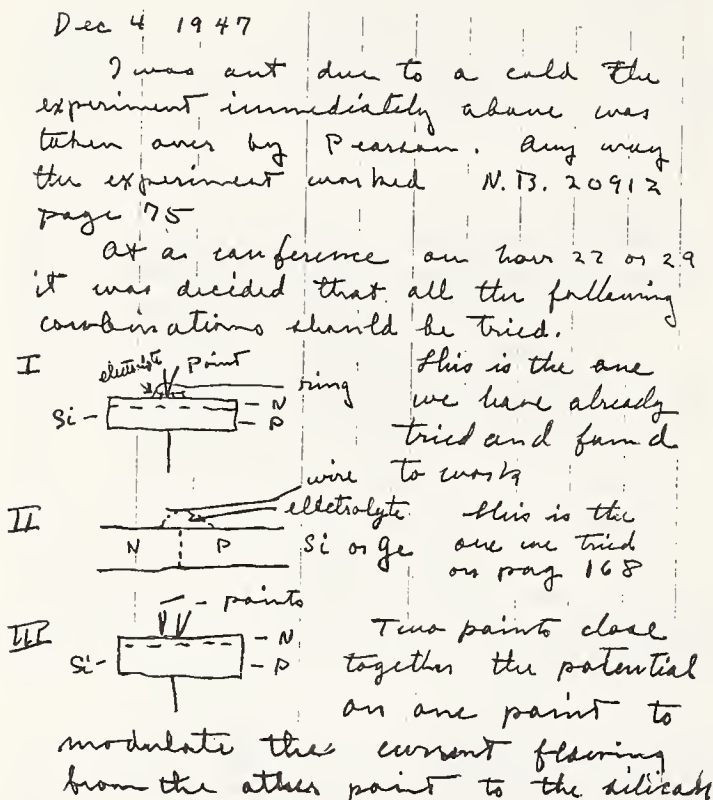 Dec 4 1947
I was out due to a cold the
experiment immediately above was
taken over by Pearson. Any way
the experiment worked N.B. 20912
page 75
At a conference on Nov 22 or 29
it was decided that all the following
combinations should be tried.
I electrolyte Point ring N P Si
This is the one
we have already
tried and found
to work
II wire electrolyte N P Si or Ge
This is the
one we tried
on pag 168
III points N P Si
Two points close
together the potential
on one point to
modulate the current flowing
from the other point to the silicon